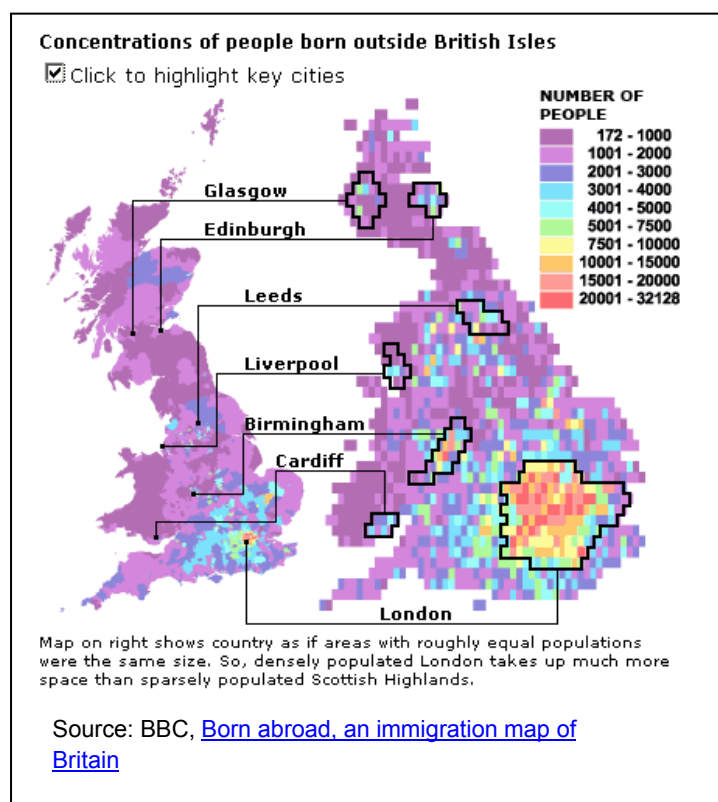 Concentrations of people born outside British Isles
Click to highlight key cities
NUMBER OF
PEOPLE
172 - 1000
1001 - 2000
2001 - 3000
3001 - 4000
4001 - 5000
5001 - 7500
7501 - 10000
10001 - 15000
15001 - 20000
20001 - 32128
Glasgow
Edinburgh
Leeds
Liverpool
Birmingham
Cardiff
London
Map on right shows country as if areas with roughly equal populations
were the same size. So, densely populated London takes up much more
space than sparsely populated Scottish Highlands.
Source: BBC, Born abroad, an immigration map of
Britain